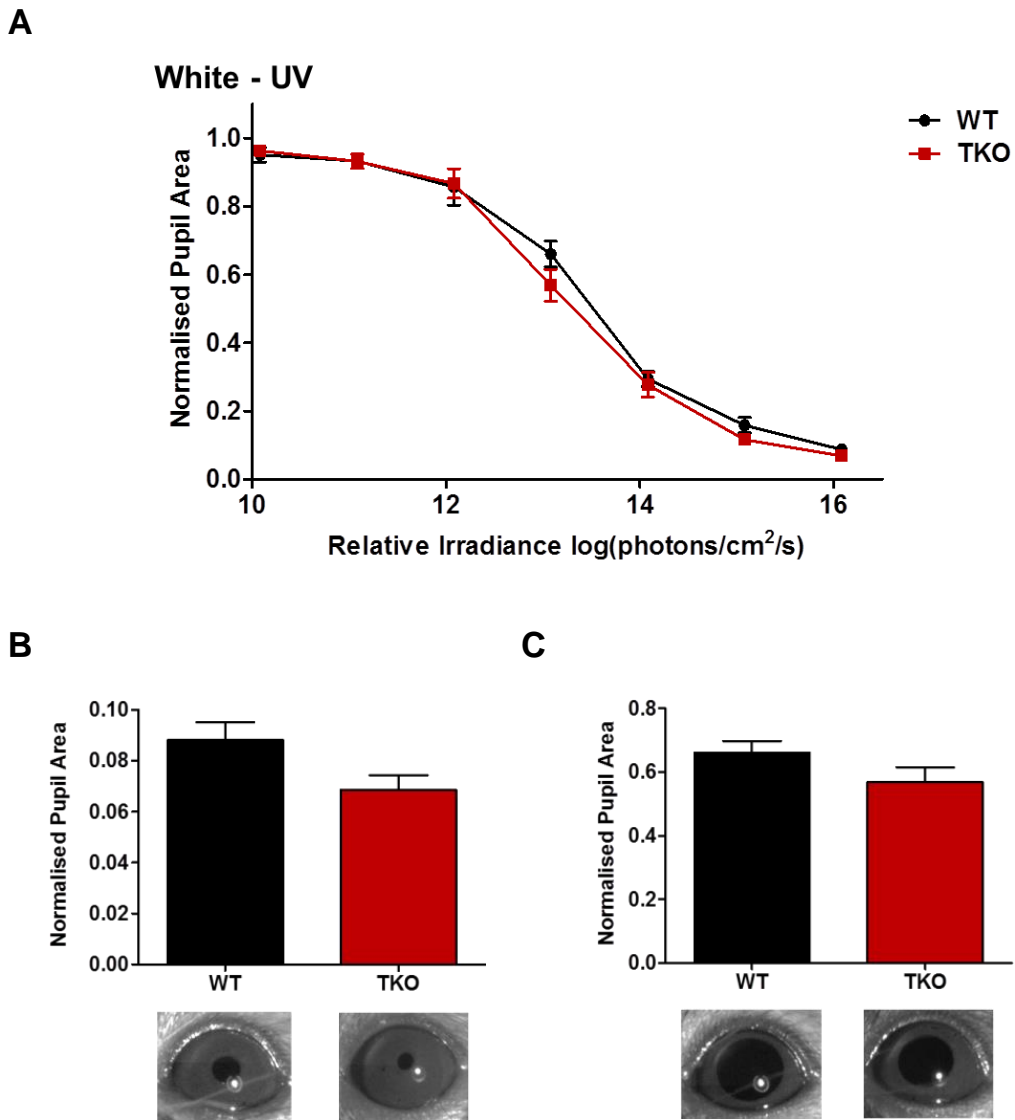 A
White - UV
WT
TKO
Normalised Pupil Area
1.0
0.8
0.6
0.4
0.2
0.0
10
12
14
16
Relative Irradiance log(photons/cm²/s)
B
Normalised Pupil Area
0.10
0.08
0.06
0.04
0.02
0.00
WT
TKO
C
Normalised Pupil Area
0.8
0.6
0.4
0.2
0.0
WT
TKO